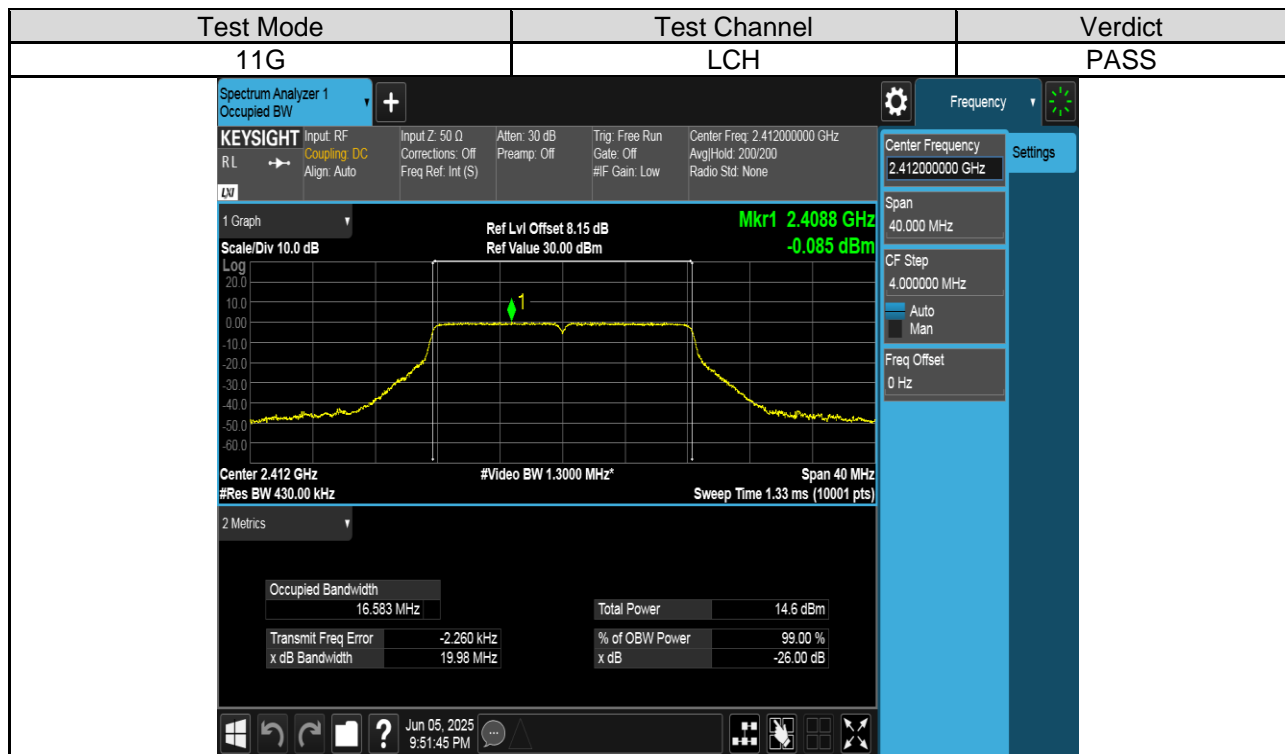 Test Mode Test Channel Verdict
11G LCH PASS
Spectrum Analyzer 1
Occupied BW
+
Frequency
KEYSIGHT Input: RF Input Z: 50 Ω Atten: 30 dB Trig: Free Run Center Freq: 2.412000000 GHz
R L Coupling: DC Corrections: Off Preamp: Off Gate: Off Avg|Hold: 200/200
Align: Auto Freq Ref: Int (S) #IF Gain: Low Radio Std: None
LXI
Center Frequency
2.412000000 GHz
Settings
Span
40.000 MHz
CF Step
4.000000 MHz
Auto
Man
Freq Offset
0 Hz
1 Graph Ref Lvl Offset 8.15 dB Mkr1 2.4088 GHz
Scale/Div 10.0 dB Ref Value 30.00 dBm -0.085 dBm
Log
20.0
10.0
0.00
-10.0
-20.0
-30.0
-40.0
-50.0
-60.0
1
Center 2.412 GHz #Video BW 1.3000 MHz* Span 40 MHz
#Res BW 430.00 kHz Sweep Time 1.33 ms (10001 pts)
2 Metrics
Occupied Bandwidth
16.583 MHz Total Power 14.6 dBm
Transmit Freq Error -2.260 kHz % of OBW Power 99.00 %
x dB Bandwidth 19.98 MHz x dB -26.00 dB
? Jun 05, 2025
9:51:45 PM